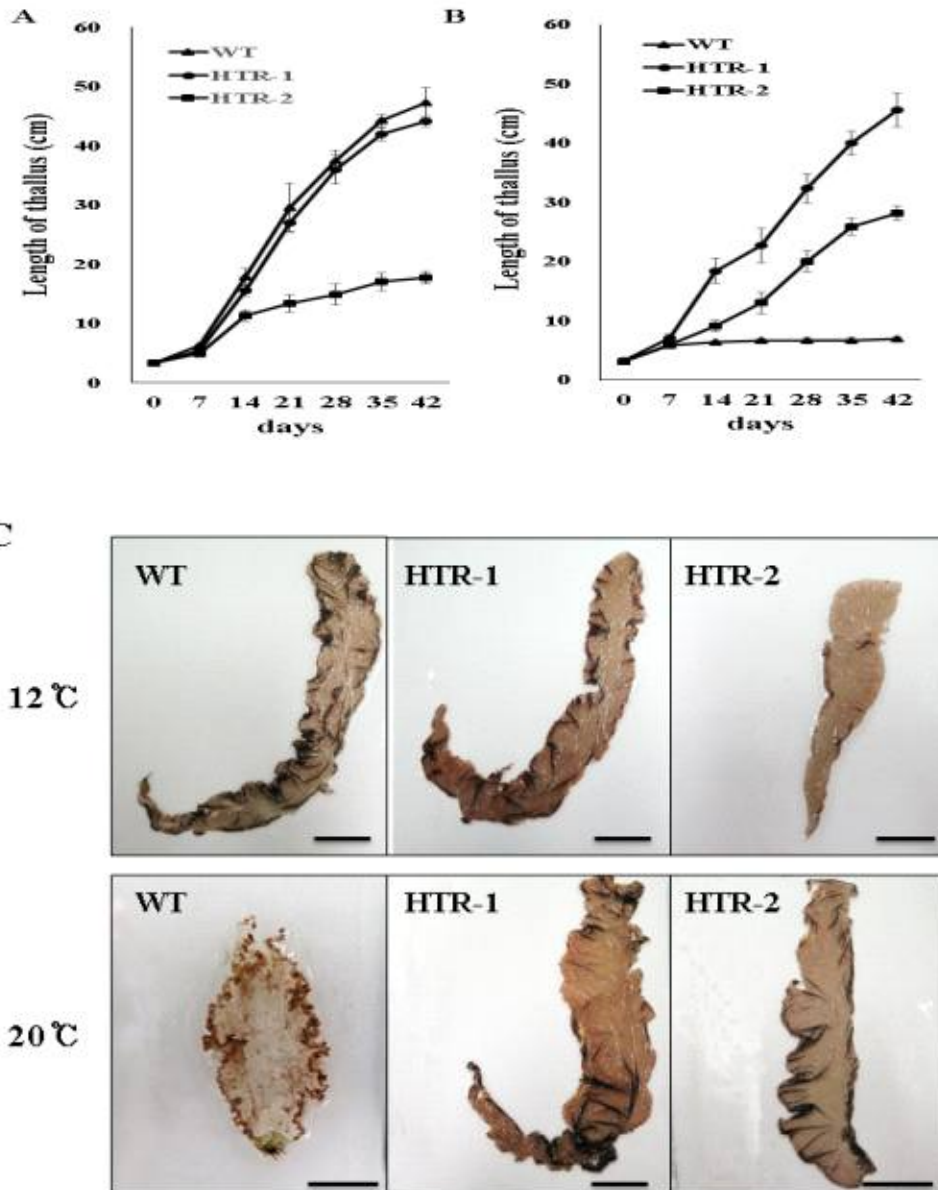 A
60
50
40
30
20
10
0
Length of thallus (cm)
WT
HTR-1
HTR-2
0 7 14 21 28 35 42
days
B
60
50
40
30
20
10
0
Length of thallus (cm)
WT
HTR-1
HTR-2
0 7 14 21 28 35 42
days
C
12℃
WT
HTR-1
HTR-2
20℃
WT
HTR-1
HTR-2